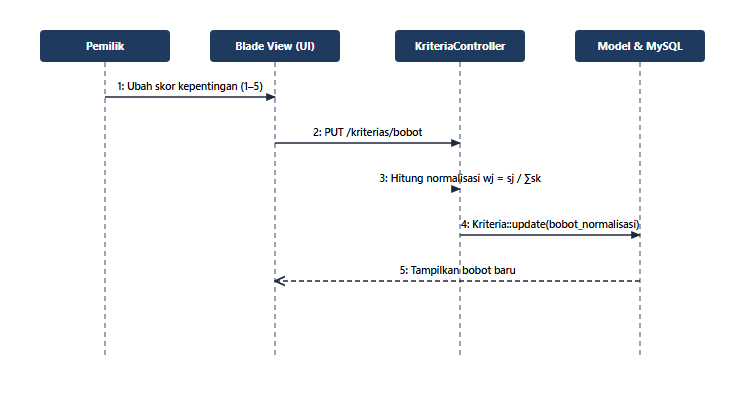 Pemilik
Blade View (UI)
KriteriaController
Model & MySQL
1: Ubah skor kepentingan (1–5)
2: PUT /kriterias/bobot
3: Hitung normalisasi wj = sj / ∑sk
4: Kriteria::update(bobot_normalisasi)
5: Tampilkan bobot baru